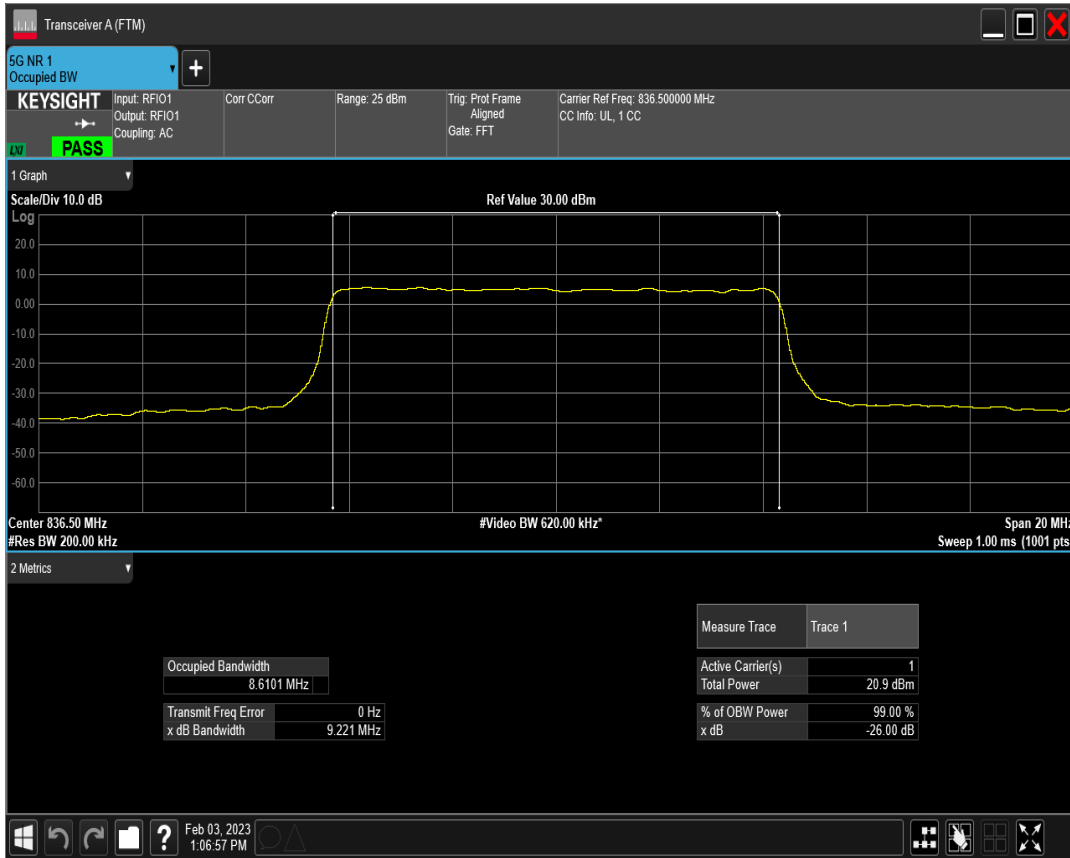 Transceiver A (FTM)
5G NR 1
Occupied BW
+
KEYSIGHT
LXI
PASS
Input: RFIO1
Output: RFIO1
Coupling: AC
Corr CCorr
Range: 25 dBm
Trig: Prot Frame
Aligned
Gate: FFT
Carrier Ref Freq: 836.500000 MHz
CC Info: UL, 1 CC
1 Graph
Scale/Div 10.0 dB
Ref Value 30.00 dBm
Log
20.0
10.0
0.00
-10.0
-20.0
-30.0
-40.0
-50.0
-60.0
Center 836.50 MHz
#Video BW 620.00 kHz*
Span 20 MHz
#Res BW 200.00 kHz
Sweep 1.00 ms (1001 pts
2 Metrics
Measure Trace Trace 1
Occupied Bandwidth
8.6101 MHz
Active Carrier(s) 1
Total Power 20.9 dBm
Transmit Freq Error 0 Hz
x dB Bandwidth 9.221 MHz
% of OBW Power 99.00 %
x dB -26.00 dB
?
Feb 03, 2023
1:06:57 PM